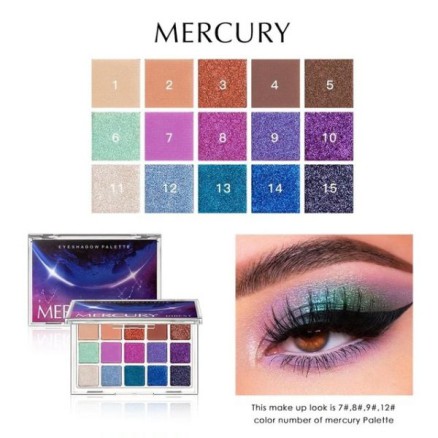 MERCURY
1 2 3 4 5
6 7 8 9 10
11 12 13 14 15
EYESHADOW PALETTE
MERCURY
This make up look is 7#,8#,9#,12#
color number of mercury Palette